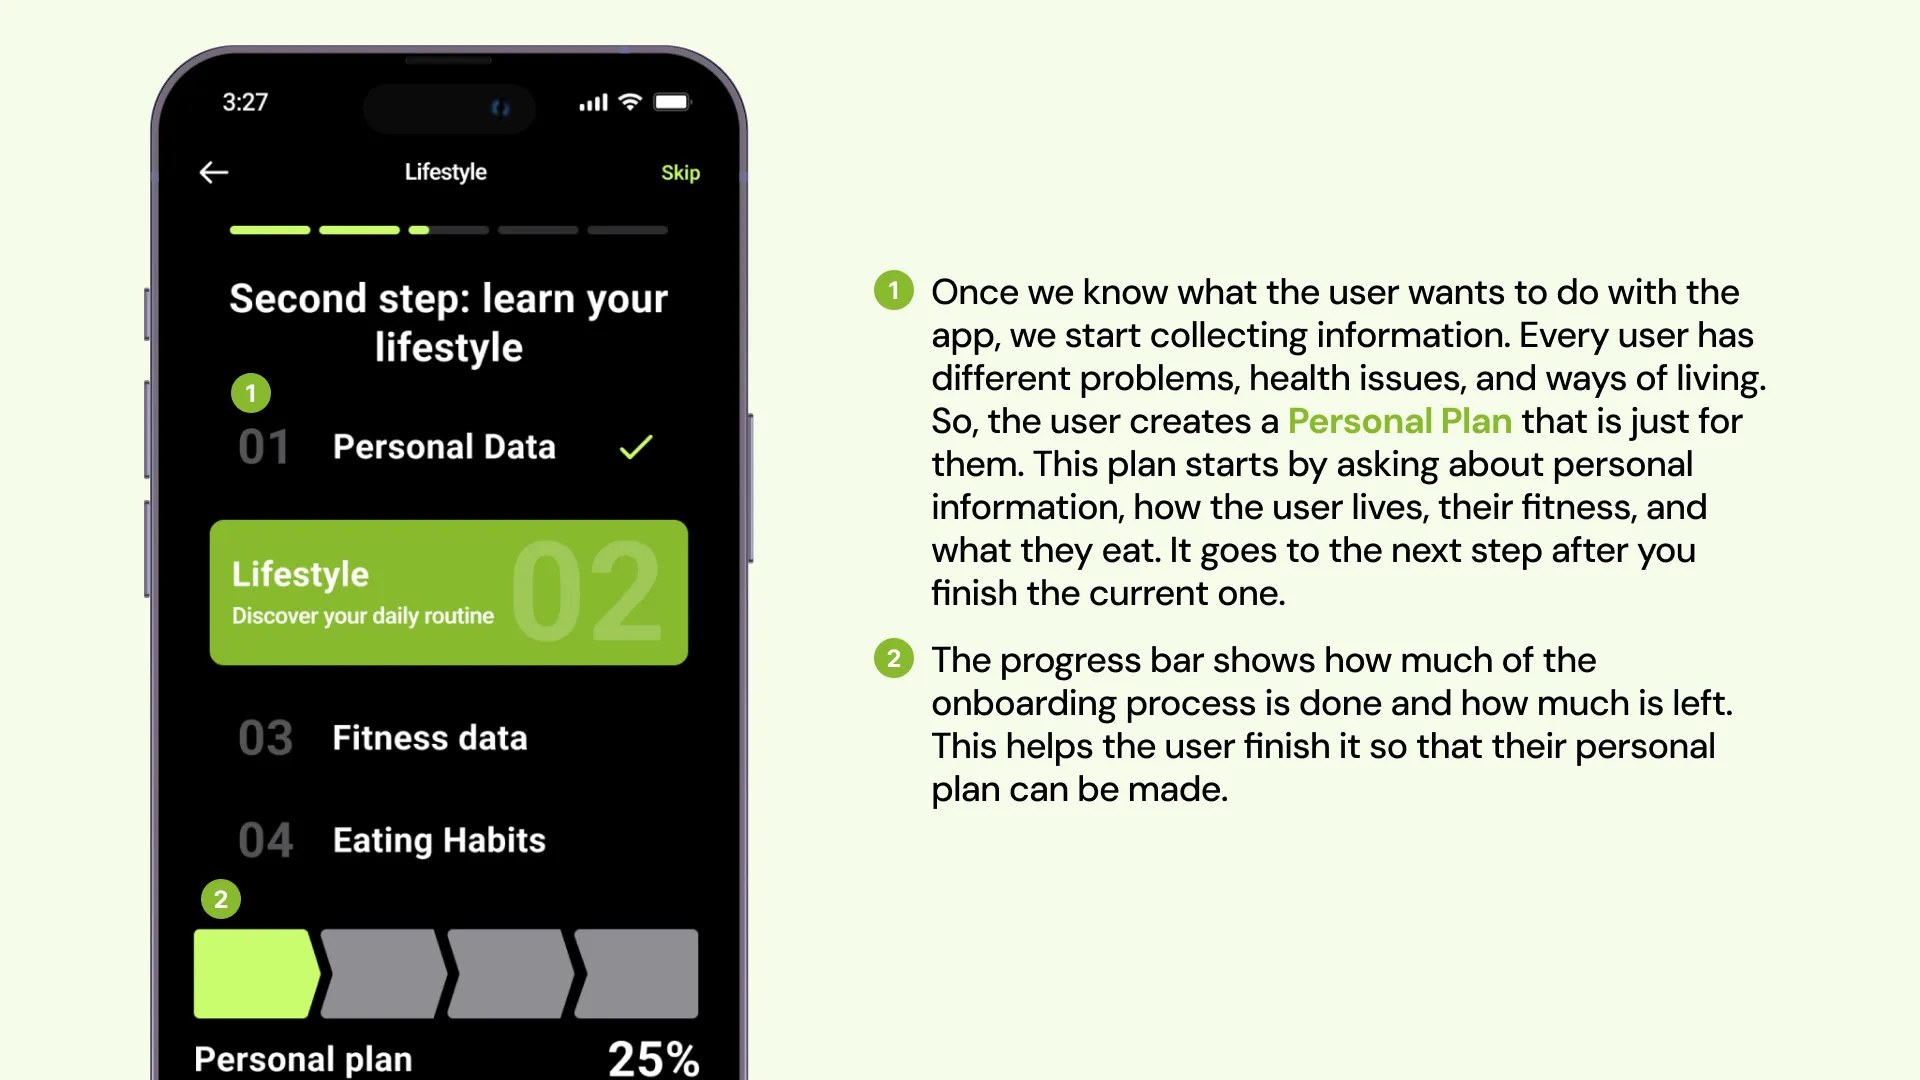 3:27
Lifestyle
Skip
Second step: learn your
lifestyle
1
01 Personal Data
Lifestyle
Discover your daily routine
02
03 Fitness data
04 Eating Habits
2
Personal plan 25%
1 Once we know what the user wants to do with the
app, we start collecting information. Every user has
different problems, health issues, and ways of living.
So, the user creates a Personal Plan that is just for
them. This plan starts by asking about personal
information, how the user lives, their fitness, and
what they eat. It goes to the next step after you
finish the current one.
2 The progress bar shows how much of the
onboarding process is done and how much is left.
This helps the user finish it so that their personal
plan can be made.